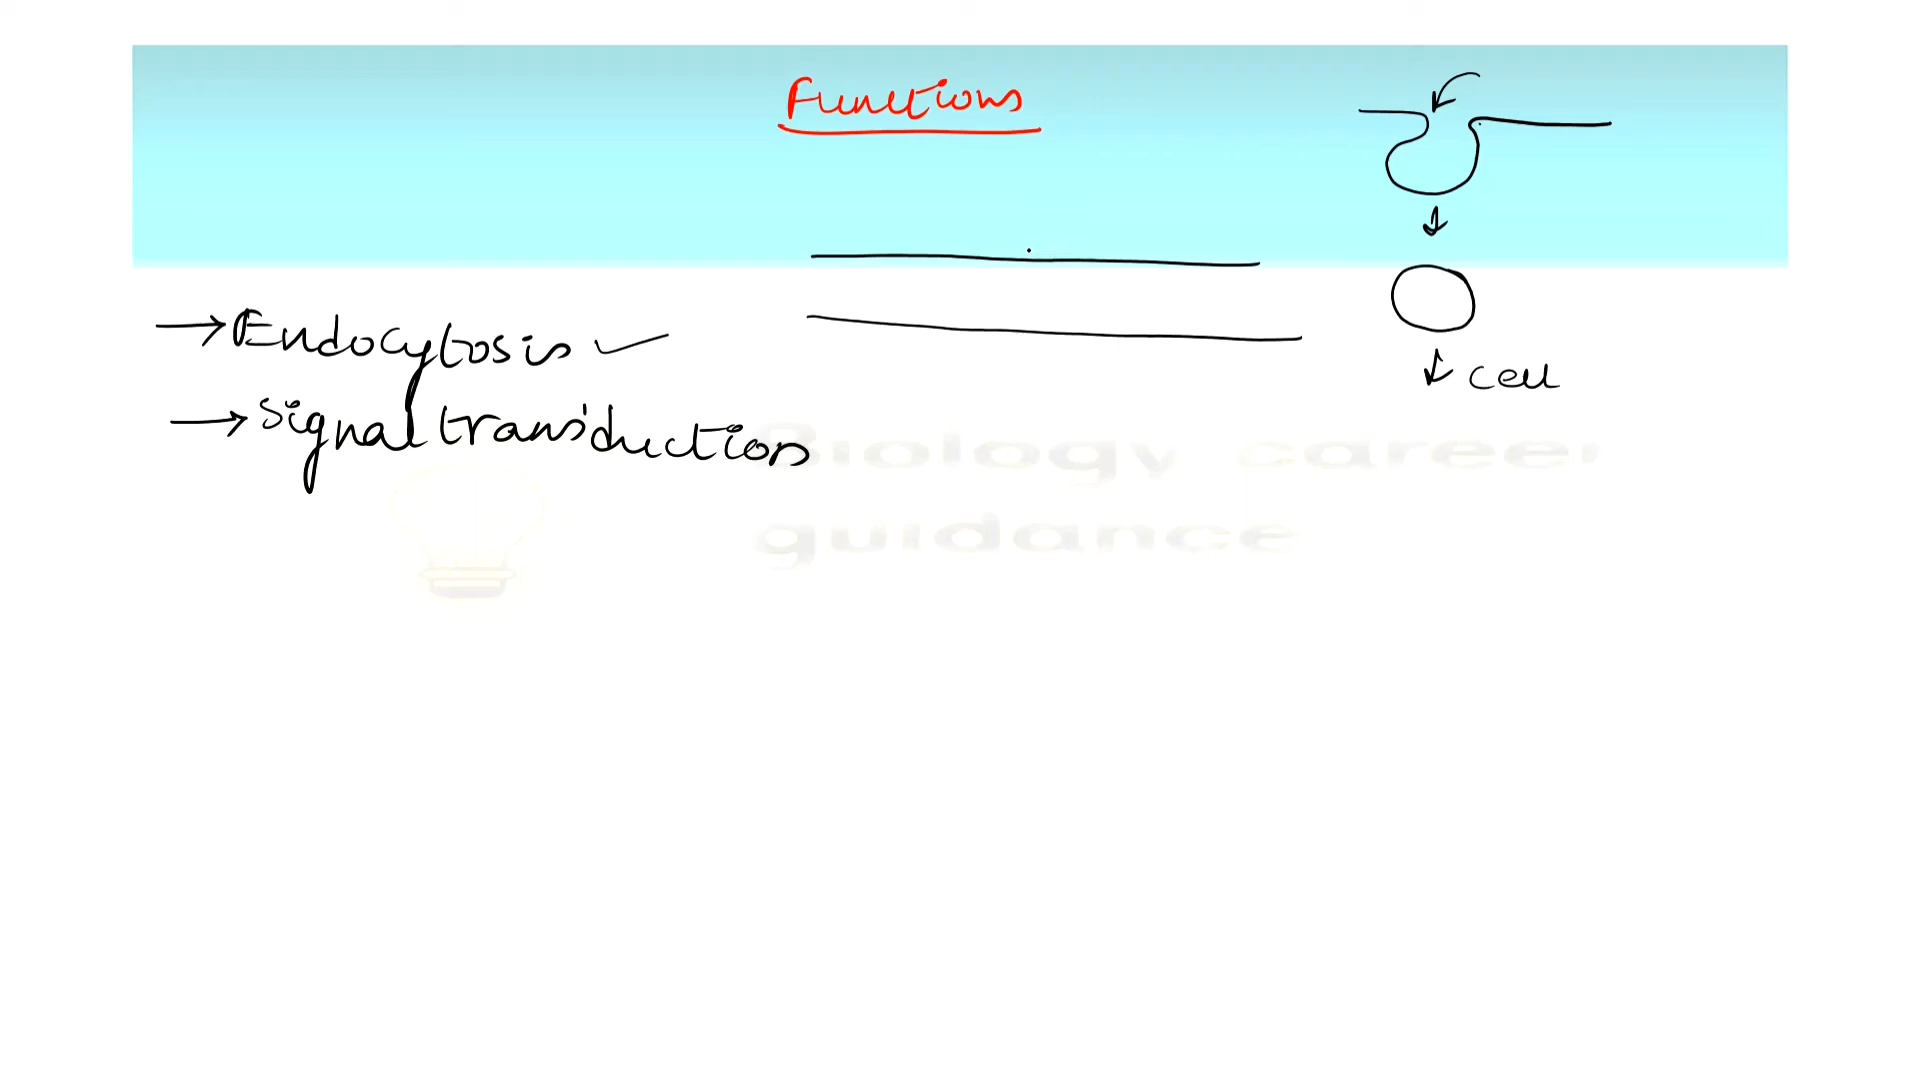 Functions
→ Endocytosis ✓
↓ cell
→ Signal transduction
Biology career
guidance